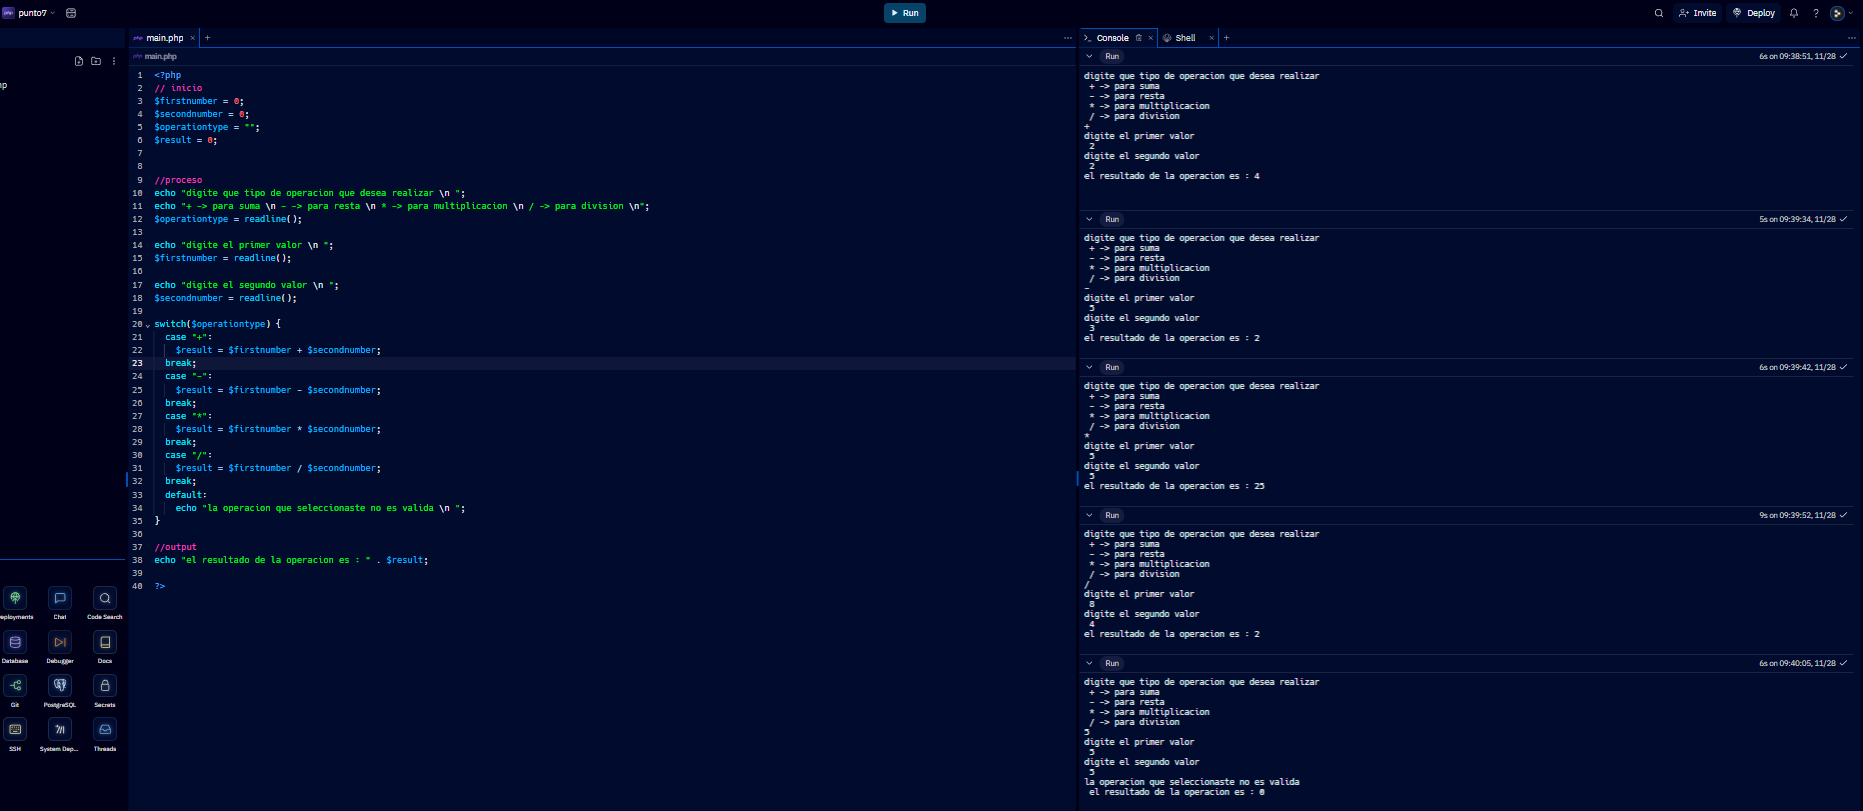 php punto7
Run
Invite
Deploy
main.php
Console
Shell
main.php
1 <?php
2 // inicio
3 $firstnumber = 0;
4 $secondnumber = 0;
5 $operationtype = "";
6 $result = 0;
7
8
9 //proceso
10 echo "digite que tipo de operacion que desea realizar \n ";
11 echo "+ -> para suma \n - -> para resta \n * -> para multiplicacion \n / -> para division \n";
12 $operationtype = readline();
13
14 echo "digite el primer valor \n ";
15 $firstnumber = readline();
16
17 echo "digite el segundo valor \n ";
18 $secondnumber = readline();
19
20 switch($operationtype) {
21 case "+":
22 $result = $firstnumber + $secondnumber;
23 break;
24 case "-":
25 $result = $firstnumber - $secondnumber;
26 break;
27 case "*":
28 $result = $firstnumber * $secondnumber;
29 break;
30 case "/":
31 $result = $firstnumber / $secondnumber;
32 break;
33 default:
34 echo "la operacion que seleccionaste no es valida \n ";
35 }
36
37 //output
38 echo "el resultado de la operacion es : " . $result;
39
40 ?>
Run 6s on 09:38:51, 11/28
digite que tipo de operacion que desea realizar
+ -> para suma
- -> para resta
* -> para multiplicacion
/ -> para division
+
digite el primer valor
2
digite el segundo valor
2
el resultado de la operacion es : 4
Run 5s on 09:39:34, 11/28
digite que tipo de operacion que desea realizar
+ -> para suma
- -> para resta
* -> para multiplicacion
/ -> para division
-
digite el primer valor
5
digite el segundo valor
3
el resultado de la operacion es : 2
Run 6s on 09:39:42, 11/28
digite que tipo de operacion que desea realizar
+ -> para suma
- -> para resta
* -> para multiplicacion
/ -> para division
*
digite el primer valor
5
digite el segundo valor
5
el resultado de la operacion es : 25
Run 9s on 09:39:52, 11/28
digite que tipo de operacion que desea realizar
+ -> para suma
- -> para resta
* -> para multiplicacion
/ -> para division
/
digite el primer valor
8
digite el segundo valor
4
el resultado de la operacion es : 2
Run 6s on 09:40:05, 11/28
digite que tipo de operacion que desea realizar
+ -> para suma
- -> para resta
* -> para multiplicacion
/ -> para division
5
digite el primer valor
5
digite el segundo valor
5
la operacion que seleccionaste no es valida
el resultado de la operacion es : 0
eployments Chat Code Search
Database Debugger Docs
Git PostgreSQL Secrets
SSH System Dep... Threads